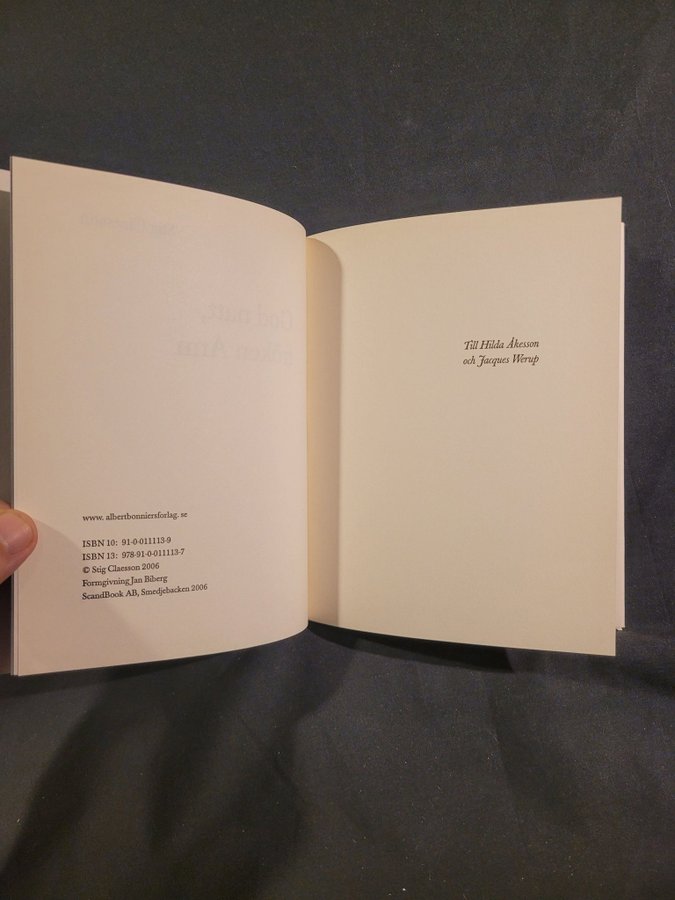 www. albertbonniersforlag. se
ISBN 10: 91-0-011113-9
ISBN 13: 978-91-0-011113-7
© Stig Claesson 2006
Formgivning Jan Biberg
ScandBook AB, Smedjebacken 2006
Till Hilda Åkesson
och Jacques Werup